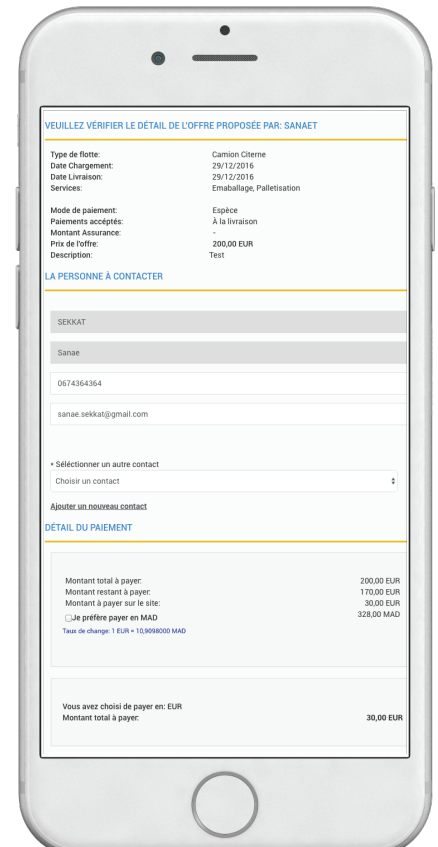 VEUILLEZ VÉRIFIER LE DÉTAIL DE L'OFFRE PROPOSÉE PAR: SANAET
Type de flotte: Camion Citerne
Date Chargement: 29/12/2016
Date Livraison: 29/12/2016
Services: Emaballage, Palletisation
Mode de paiement: Espèce
Paiements accéptés: À la livraison
Montant Assurance: -
Prix de l'offre: 200,00 EUR
Description: Test
LA PERSONNE À CONTACTER
SEKKAT
Sanae
0674364364
sanae.sekkat@gmail.com
* Séléctionner un autre contact
Choisir un contact
Ajouter un nouveau contact
DÉTAIL DU PAIEMENT
Montant total à payer: 200,00 EUR
Montant restant à payer: 170,00 EUR
Montant à payer sur le site: 30,00 EUR
Je préfère payer en MAD 328,00 MAD
Taux de change: 1 EUR = 10,9098000 MAD
Vous avez choisi de payer en: EUR
Montant total à payer: 30,00 EUR